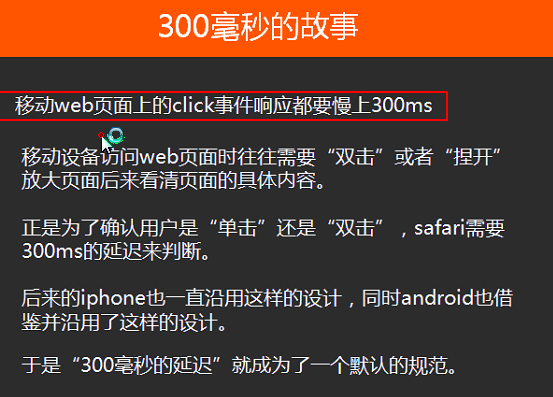 300毫秒的故事
移动web页面上的click事件响应都要慢上300ms
移动设备访问web页面时往往需要“双击”或者“捏开”
放大页面后来看清页面的具体内容。
正是为了确认用户是“单击”还是“双击”，safari需要
300ms的延迟来判断。
后来的iphone也一直沿用这样的设计，同时android也借
鉴并沿用了这样的设计。
于是“300毫秒的延迟”就成为了一个默认的规范。